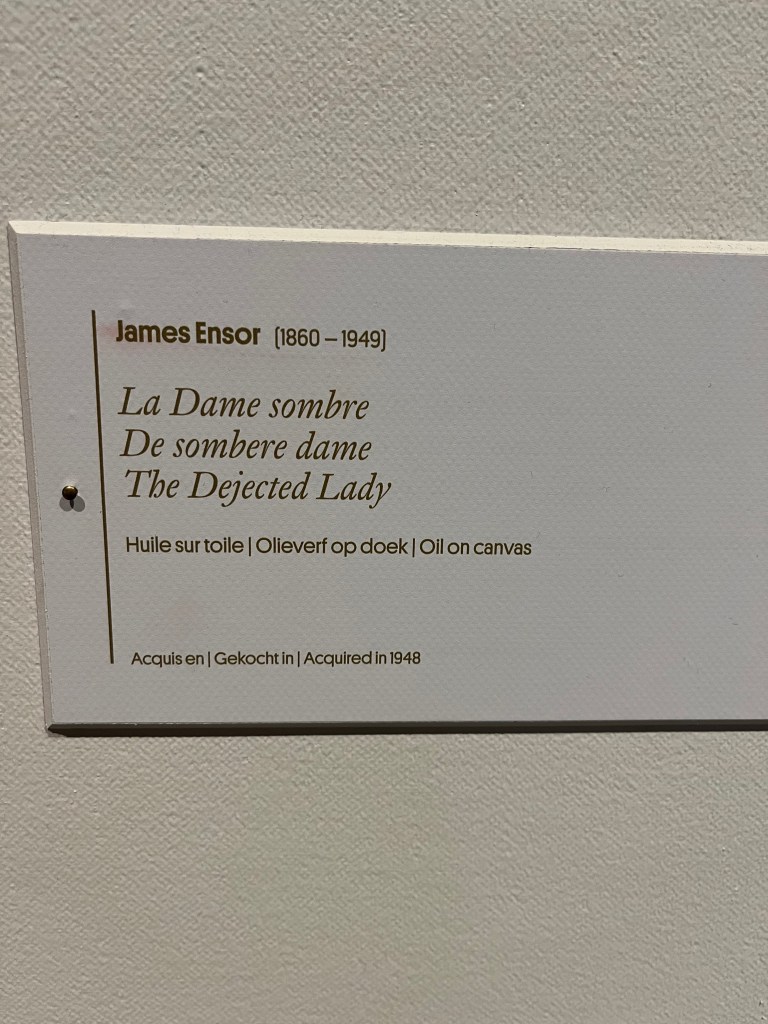 James Ensor (1860 – 1949)
La Dame sombre
De sombere dame
The Dejected Lady
Huile sur toile | Olieverf op doek | Oil on canvas
Acquis en | Gekocht in | Acquired in 1948